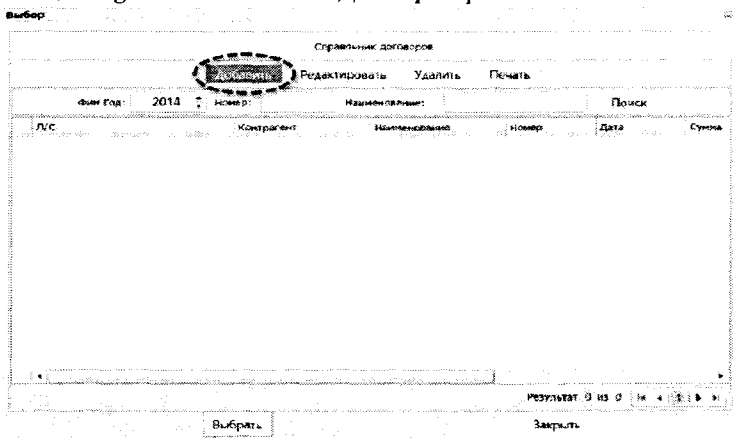 Выбор
Справочник договоров
Добавить Редактировать Удалить Печать
Фин Год: 2014 Номер: Наименование: Поиск
Л/С Контрагент Наименование Номер Дата Сумма
Результат 0 из 0
Выбрать Закрыть